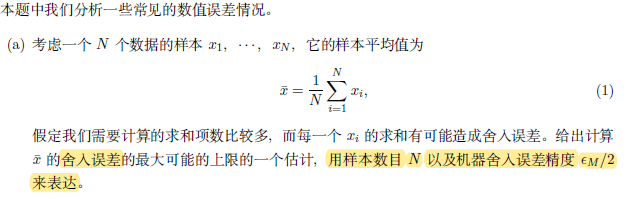 本题中我们分析一些常见的数值误差情况。
(a) 考虑一个 N 个数据的样本 x₁, ⋯, x_N, 它的样本平均值为
x̄ = \frac{1}{N} \sum_{i=1}^{N} x_i, (1)
假定我们需要计算的求和项数比较多，而每一个 x_i 的求和有可能造成舍入误差。给出计算
x̄ 的舍入误差的最大可能的上限的一个估计，用样本数目 N 以及机器舍入误差精度 ϵ_M/2
来表达。